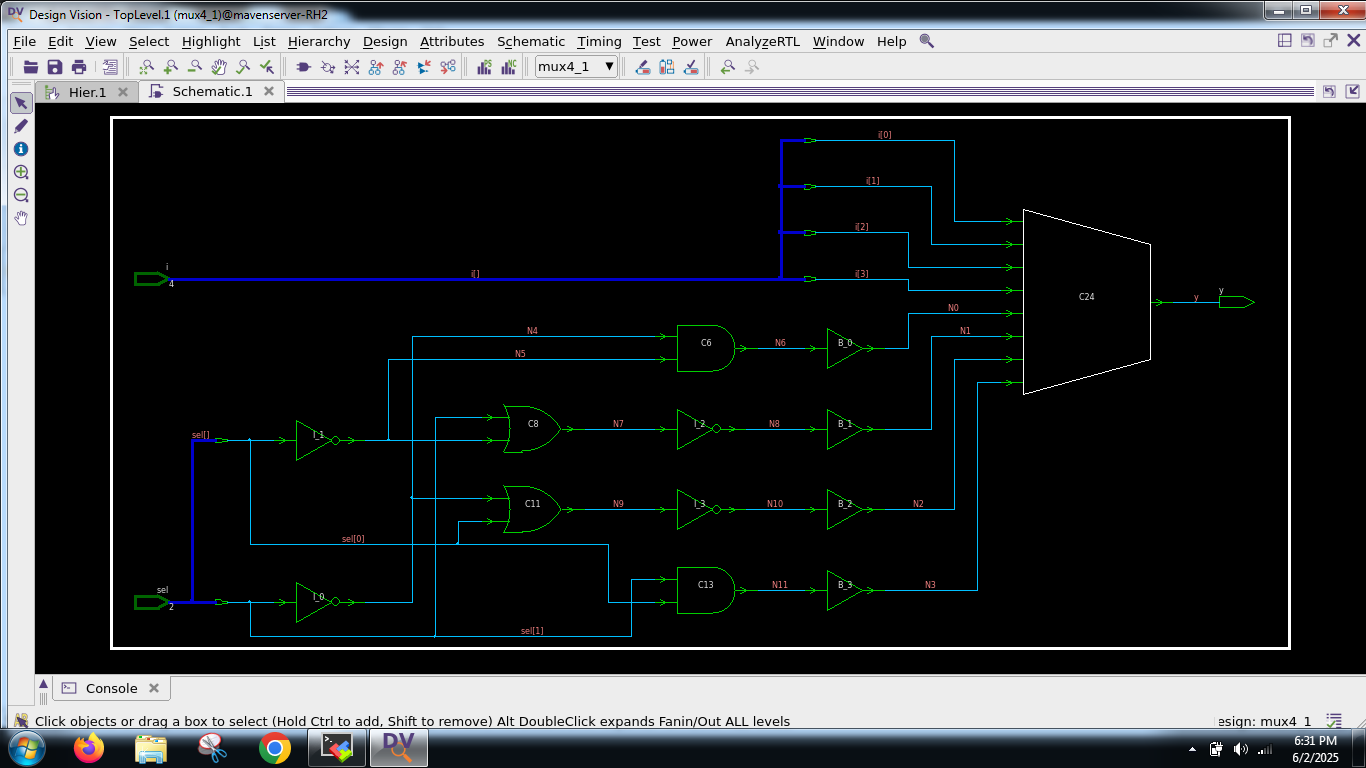 Design Vision - TopLevel.1 (mux4_1)@mavenserver-RH2
File Edit View Select Highlight List Hierarchy Design Attributes Schematic Timing Test Power AnalyzeRTL Window Help
mux4_1
Hier.1 Schematic.1
i[0]
i[1]
i[2]
i i[] i[3]
4
C24 y y
N0
N4 N1
N5 C6 N6 B_0
sel[] I_1 C8 N7 I_2 N8 B_1
C11 N9 I_3 N10 B_2 N2
sel[0]
sel I_0 C13 N11 B_3 N3
2
sel[1]
Console
Click objects or drag a box to select (Hold Ctrl to add, Shift to remove) Alt DoubleClick expands Fanin/Out ALL levels
esign: mux4_1
DV
6:31 PM
6/2/2025